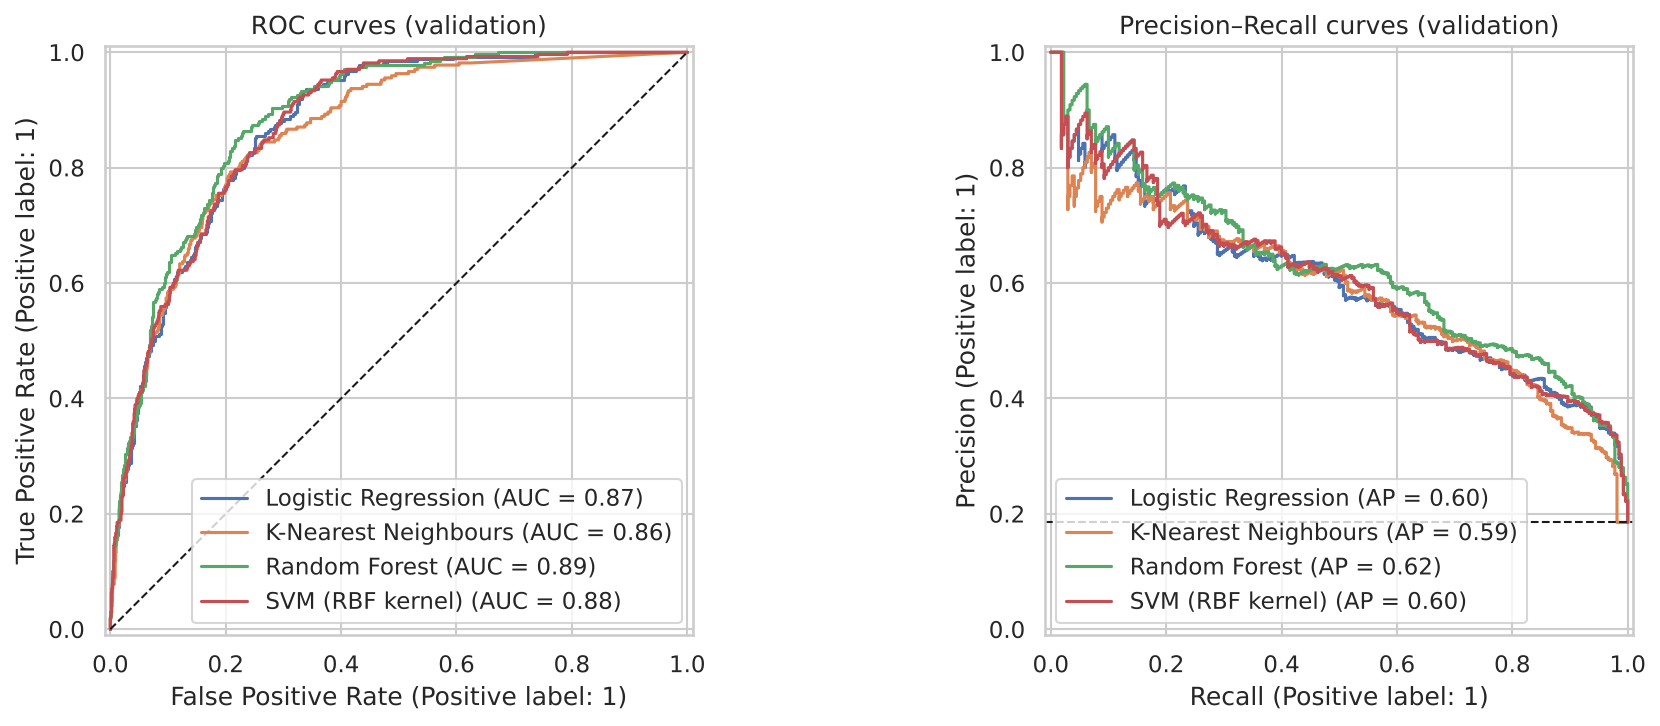 ROC curves (validation)
True Positive Rate (Positive label: 1)
1.0
0.8
0.6
0.4
0.2
0.0
Logistic Regression (AUC = 0.87)
K-Nearest Neighbours (AUC = 0.86)
Random Forest (AUC = 0.89)
SVM (RBF kernel) (AUC = 0.88)
0.0 0.2 0.4 0.6 0.8 1.0
False Positive Rate (Positive label: 1)
Precision–Recall curves (validation)
Precision (Positive label: 1)
1.0
0.8
0.6
0.4
0.2
0.0
Logistic Regression (AP = 0.60)
K-Nearest Neighbours (AP = 0.59)
Random Forest (AP = 0.62)
SVM (RBF kernel) (AP = 0.60)
0.0 0.2 0.4 0.6 0.8 1.0
Recall (Positive label: 1)